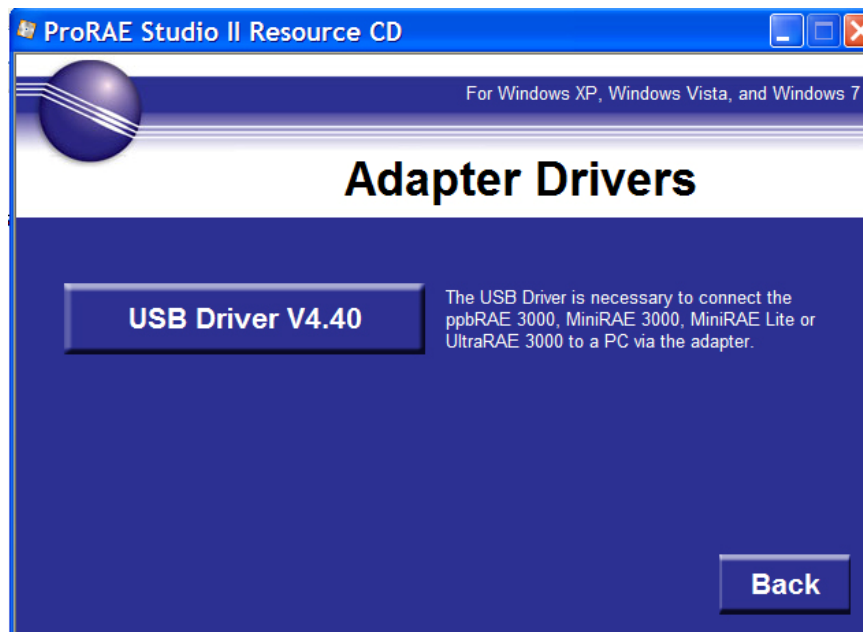 ProRAE Studio II Resource CD
For Windows XP, Windows Vista, and Windows 7
Adapter Drivers
USB Driver V4.40
The USB Driver is necessary to connect the
ppbRAE 3000, MiniRAE 3000, MiniRAE Lite or
UltraRAE 3000 to a PC via the adapter.
Back